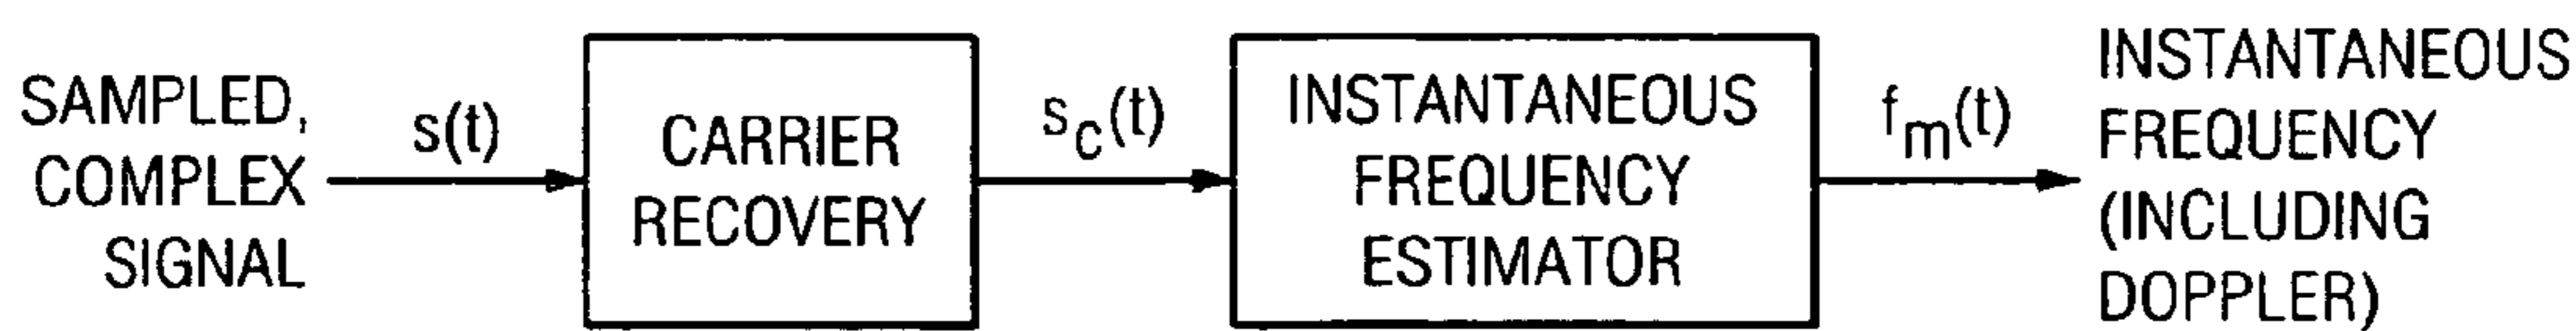 SAMPLED,
COMPLEX
SIGNAL
s(t)
CARRIER
RECOVERY
s_c(t)
INSTANTANEOUS
FREQUENCY
ESTIMATOR
f_m(t)
INSTANTANEOUS
FREQUENCY
(INCLUDING
DOPPLER)